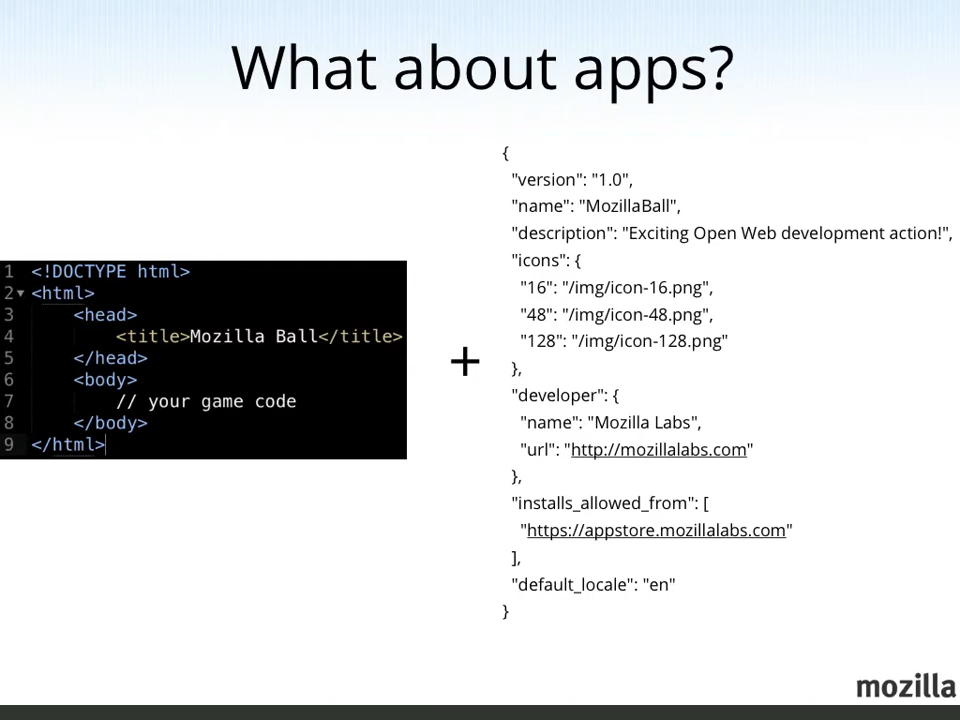 What about apps?
1 <!DOCTYPE html>
2 <html>
3 <head>
4 <title>Mozilla Ball</title>
5 </head>
6 <body>
7 // your game code
8 </body>
9 </html>
+
{
"version": "1.0",
"name": "MozillaBall",
"description": "Exciting Open Web development action!",
"icons": {
"16": "/img/icon-16.png",
"48": "/img/icon-48.png",
"128": "/img/icon-128.png"
},
"developer": {
"name": "Mozilla Labs",
"url": "http://mozillalabs.com"
},
"installs_allowed_from": [
"https://appstore.mozillalabs.com"
],
"default_locale": "en"
}
mozilla